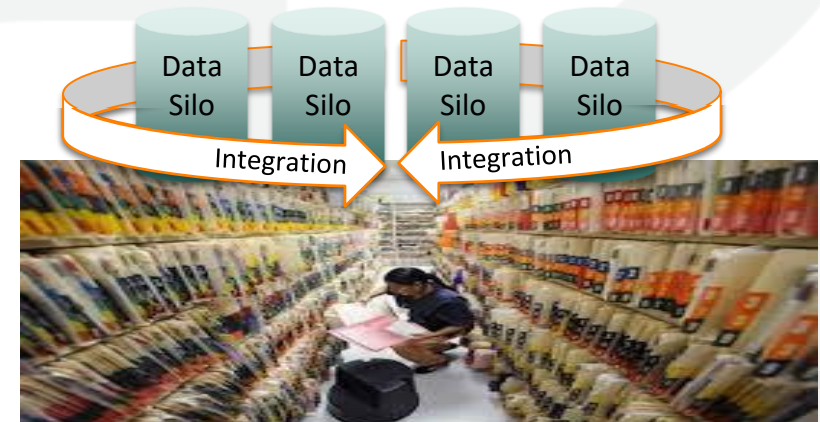 Data
Silo
Data
Silo
Data
Silo
Data
Silo
Integration
Integration